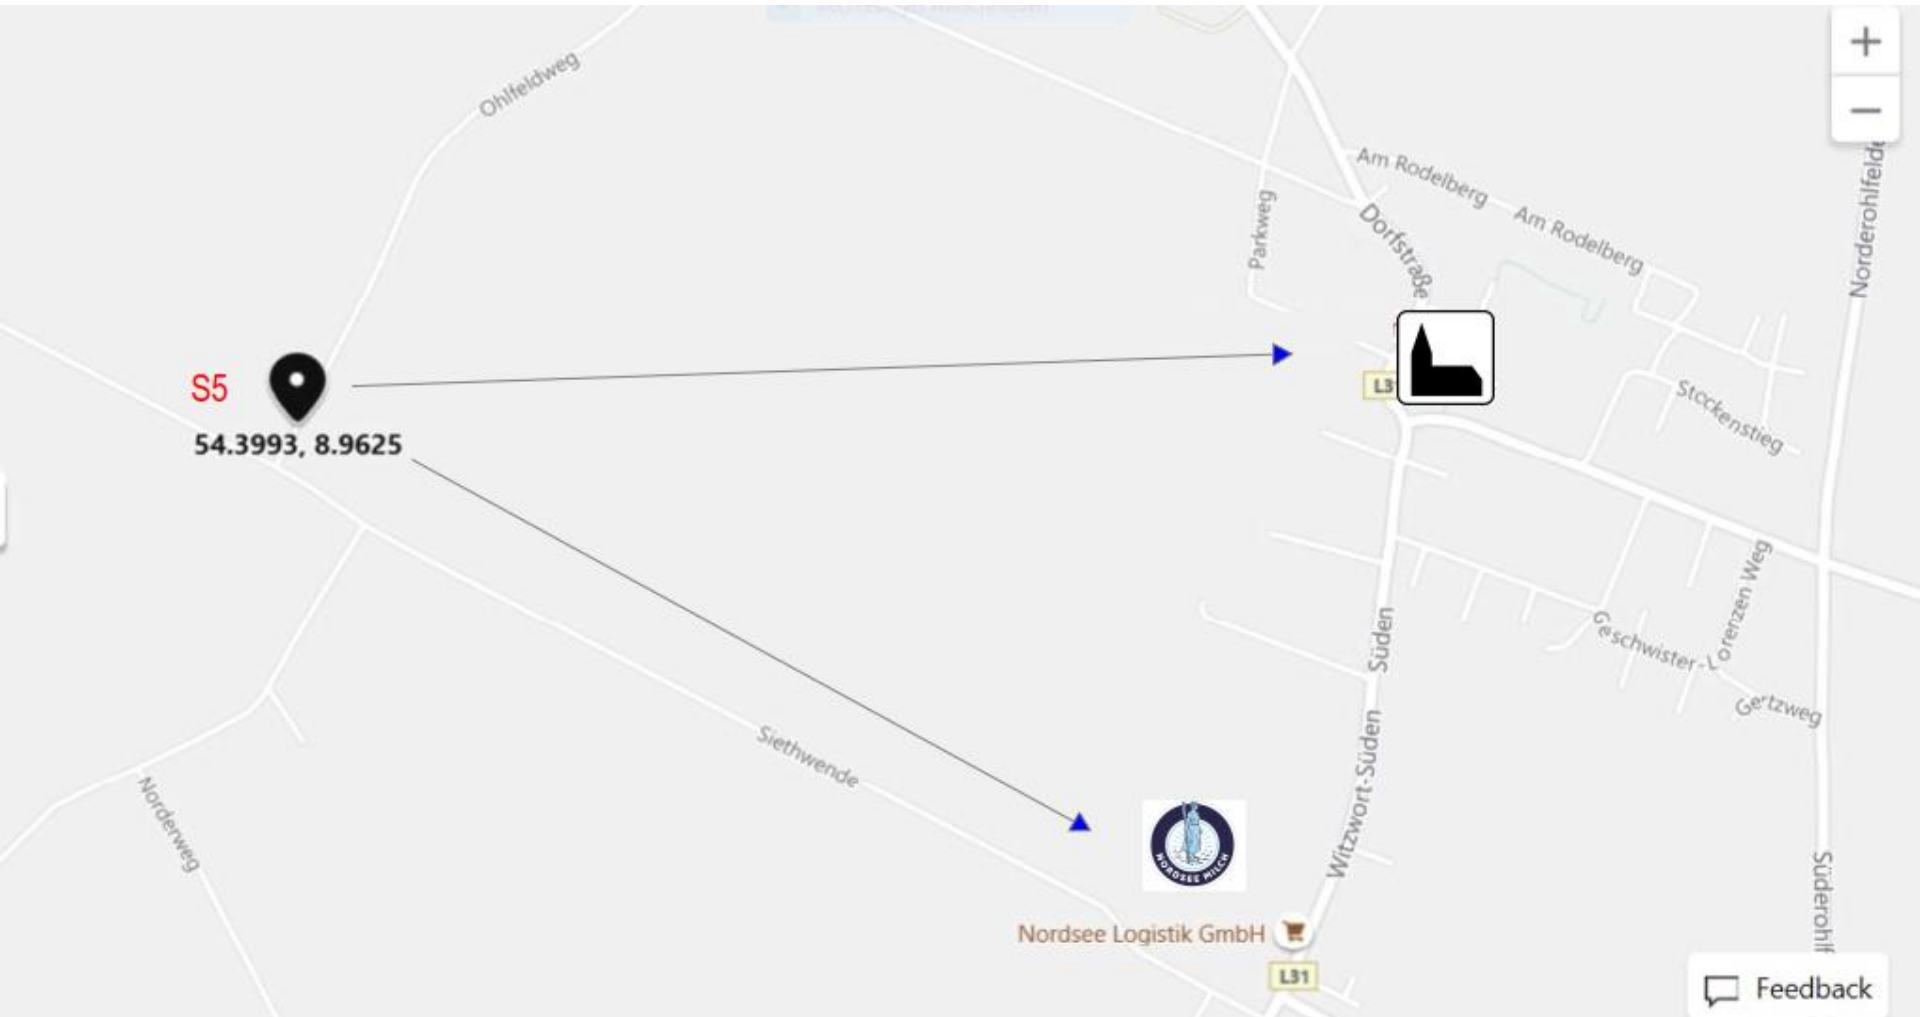 Ohlfeldweg
Am Rodelberg
Am Rodelberg
Parkweg
Dorfstraße
Norderohlfelde
S5
54.3993, 8.9625
L3
Stockenstieg
Süden
Geschwister-Lorenzen Weg
Gertzweg
Siethwende
Witzwort-Süden
Norderweg
NORDSEE MILCH
Süderohlf
Nordsee Logistik GmbH
L31
Feedback